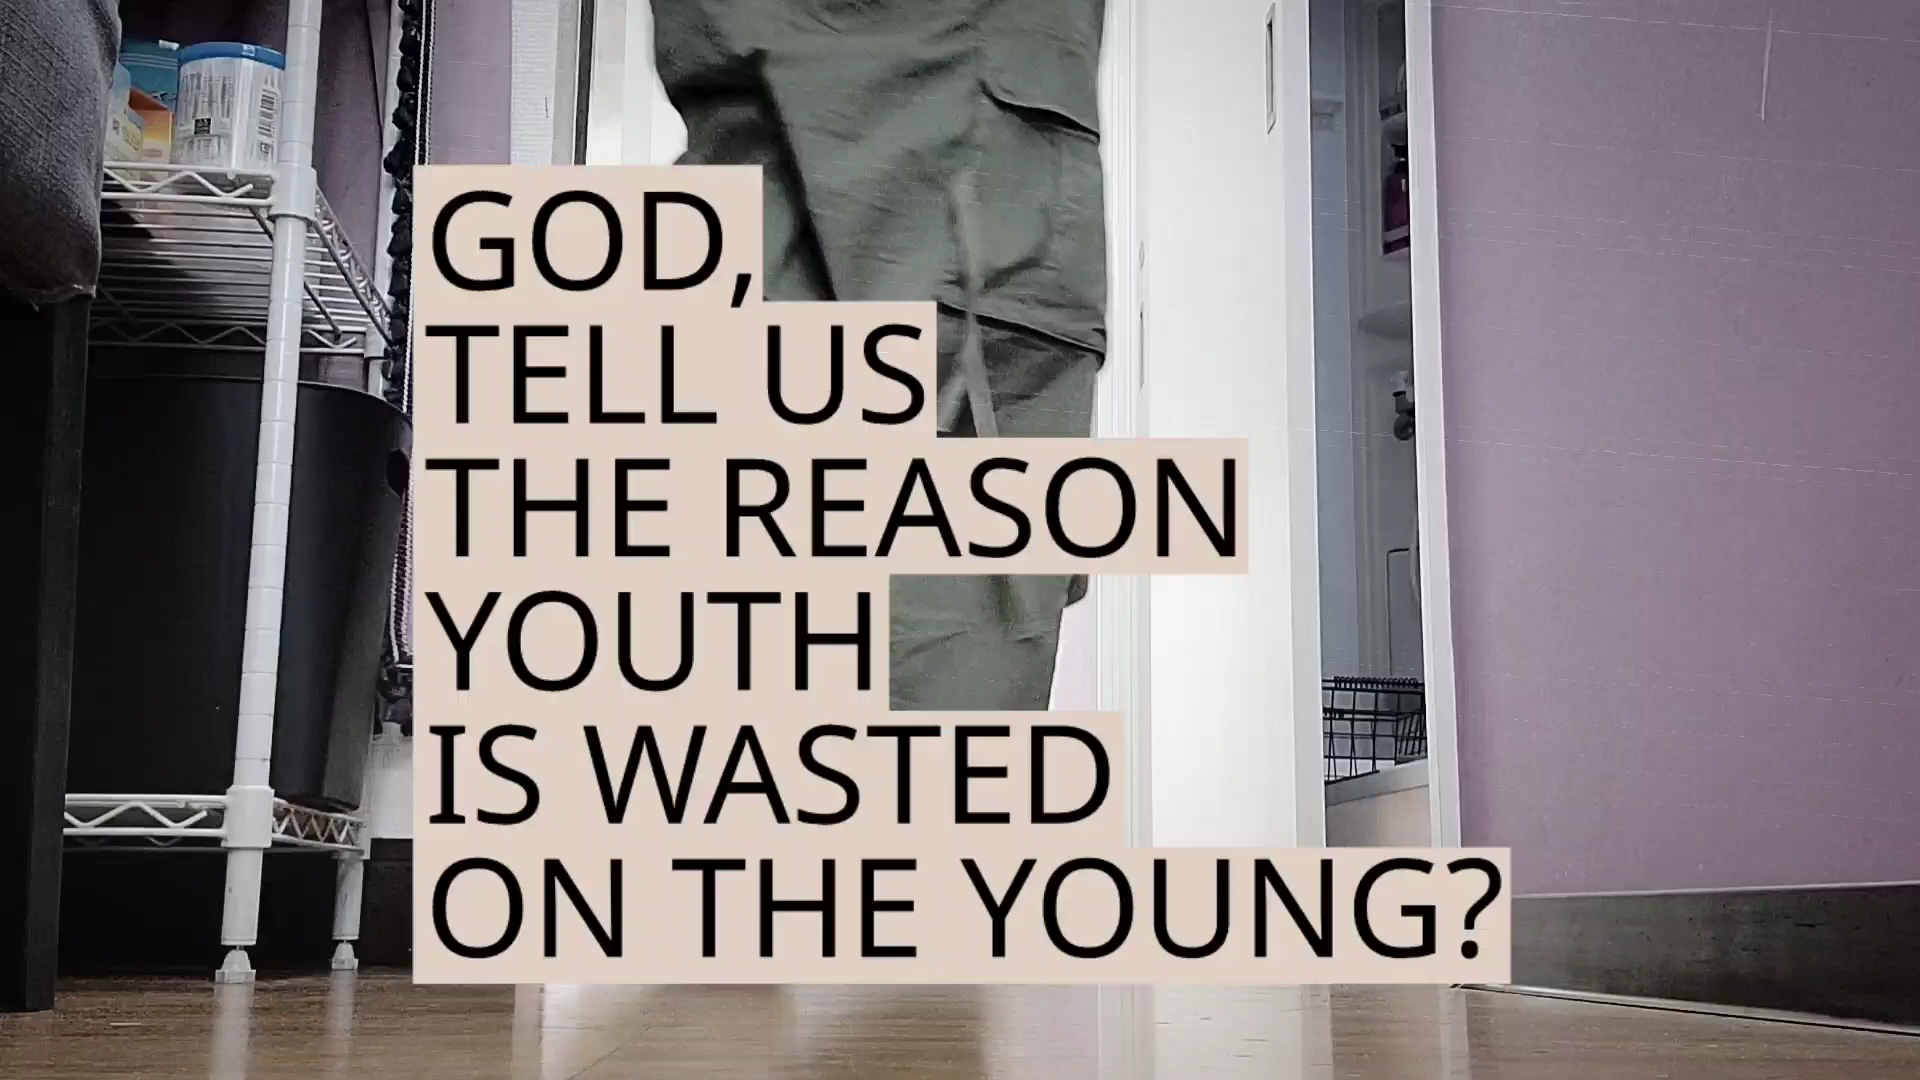 GOD,
TELL US
THE REASON
YOUTH
IS WASTED
ON THE YOUNG?